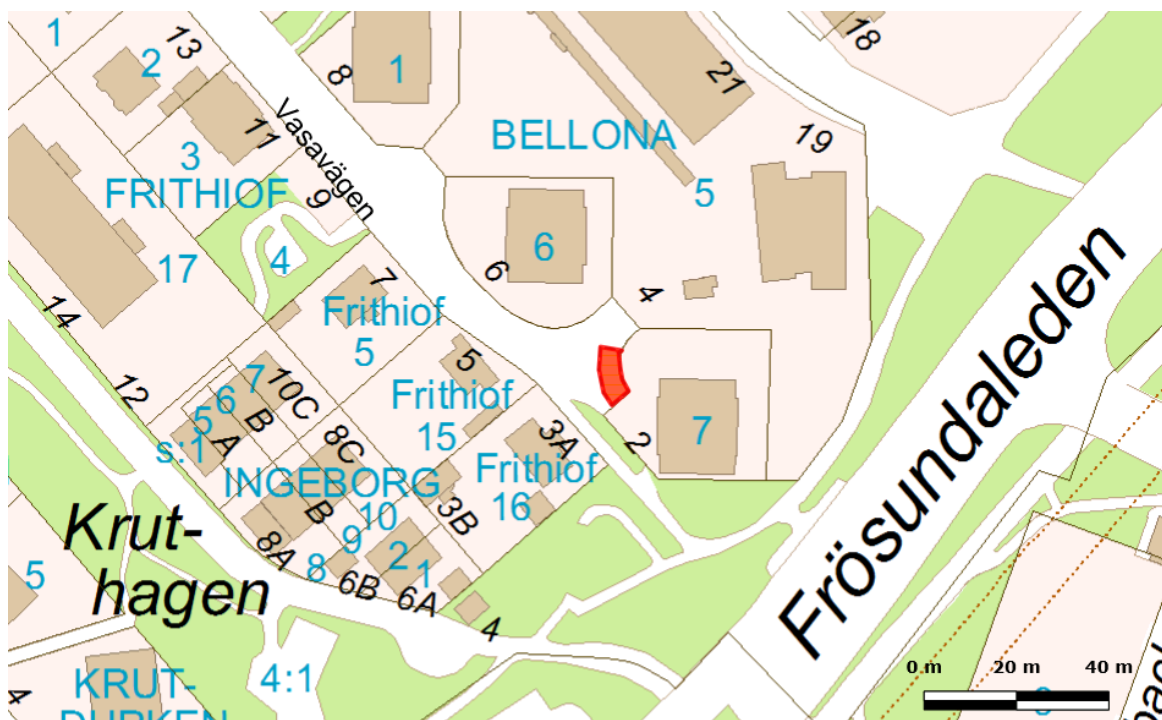 1
2
13
8
1
21
18
11
Vasavägen
BELLONA
19
3
FRITHIOF
9
5
17
4
6
6
7
4
14
Frithiof
5
5
12
7
10C
Frithiof
15
6
5
B
A
8C
3A
2
7
s:1
INGEBORG
Frithiof
16
B
10
3B
9
2
8A
8
1
6B
6A
4
Krut-
hagen
Frösundaleden
5
4:1
4
KRUT-
0 m 20 m 40 m